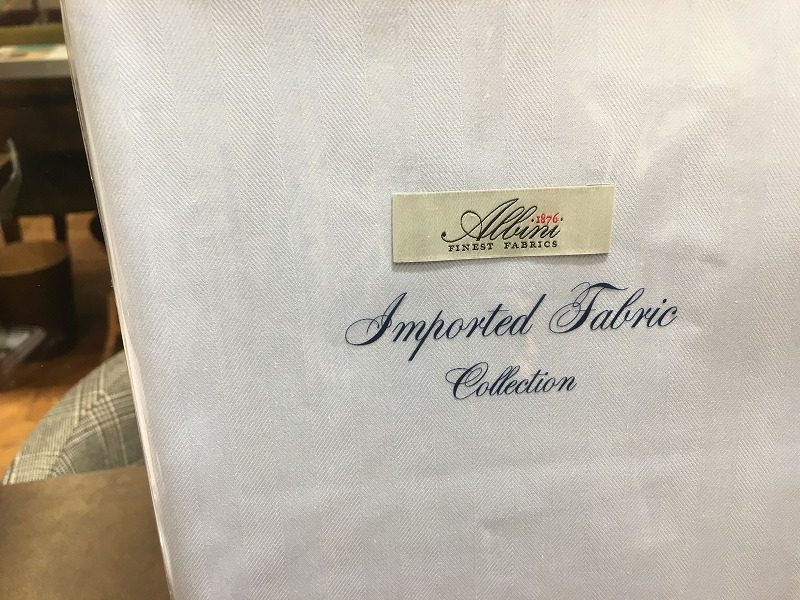 Albini ·1876·
FINEST FABRICS
Imported Fabric
Collection